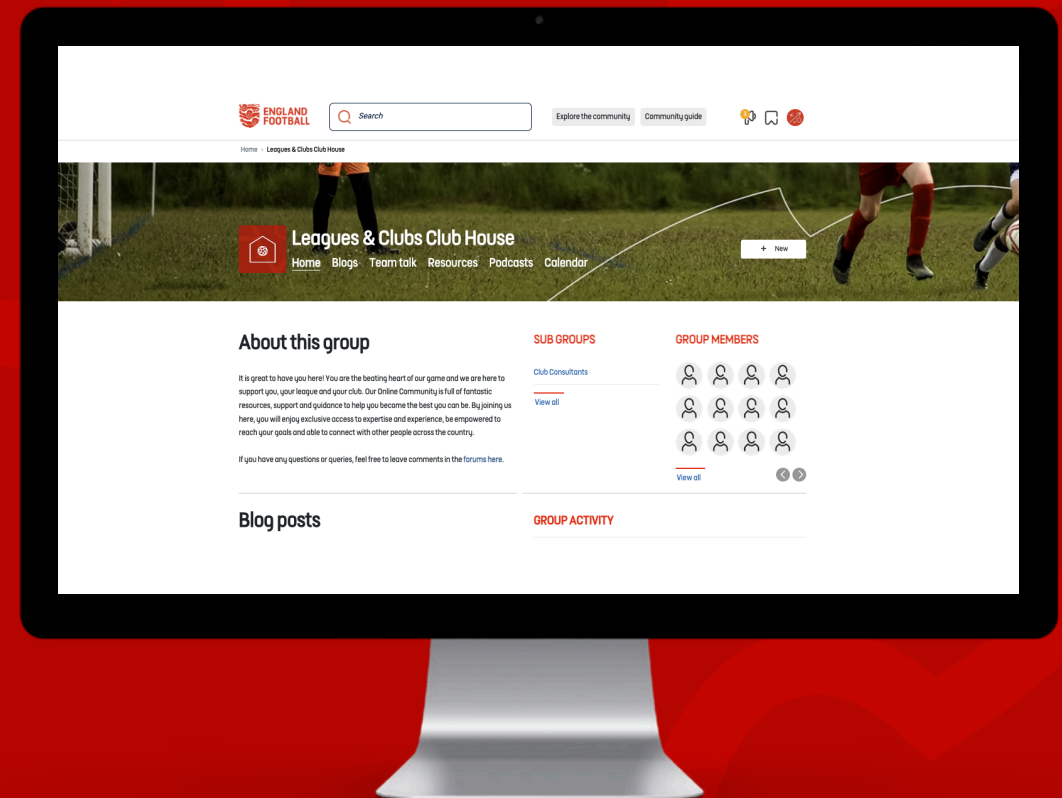 ENGLAND
FOOTBALL
Search
Explore the community
Community guide
1
Home › Leagues & Clubs Club House
Leagues & Clubs Club House
Home Blogs Team talk Resources Podcasts Calendar
+ New
About this group
It is great to have you here! You are the beating heart of our game and we are here to
support you, your league and your club. Our Online Community is full of fantastic
resources, support and guidance to help you became the best you can be. By joining us
here, you will enjoy exclusive access to expertise and experience, be empowered to
reach your goals and able to connect with other people across the country.
If you have any questions or queries, feel free to leave comments in the forums here.
SUB GROUPS
Club Consultants
View all
GROUP MEMBERS
View all
Blog posts
GROUP ACTIVITY